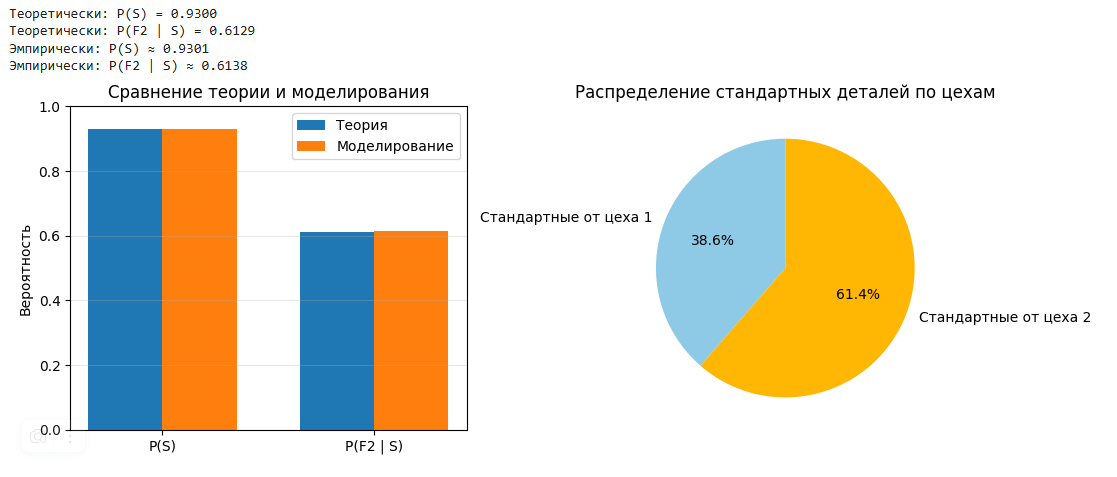 Теоретически: P(S) = 0.9300
Теоретически: P(F2 | S) = 0.6129
Эмпирически: P(S) ≈ 0.9301
Эмпирически: P(F2 | S) ≈ 0.6138
Сравнение теории и моделирования
Теория
Моделирование
Вероятность
1.0
0.8
0.6
0.4
0.2
0.0
P(S)
P(F2 | S)
Распределение стандартных деталей по цехам
Стандартные от цеха 1
38.6%
61.4%
Стандартные от цеха 2